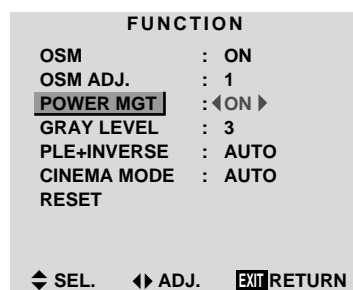 FUNCTION
OSM : ON
OSM ADJ. : 1
POWER MGT : ON
GRAY LEVEL : 3
PLE+INVERSE : AUTO
CINEMA MODE : AUTO
RESET
SEL. ADJ. EXIT RETURN